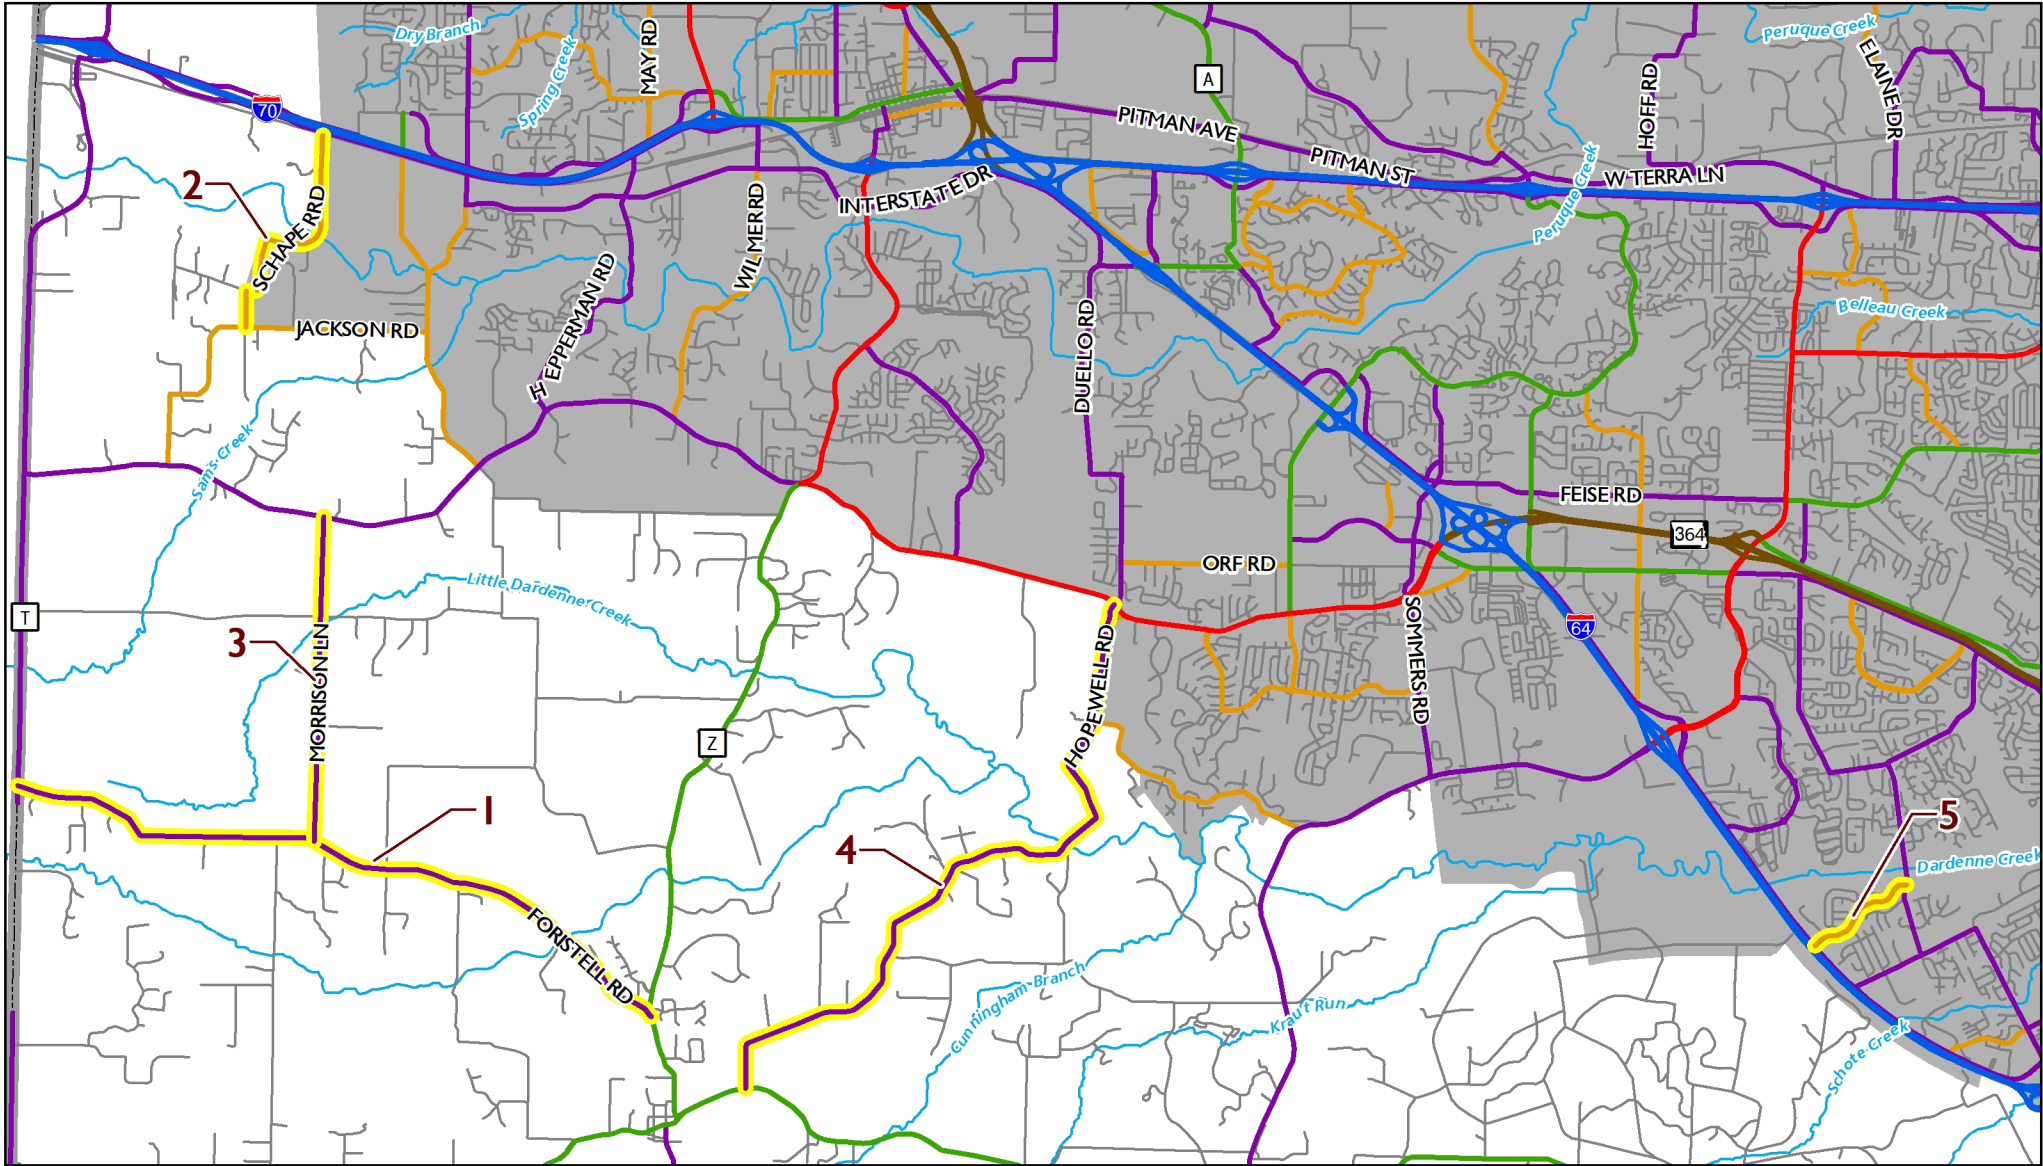 Dry Branch
Spring Creek
MAY RD
A
Peruque Creek
ELAINE DR
HOFF RD
70
PITMAN AVE
PITMAN ST
W TERRA LN
2
SCHAPER RD
INTERSTATE DR
WILMER RD
Peruque Creek
HEPPERMAN RD
JACKSON RD
DUELLO RD
Belleau Creek
Sam's Creek
FEISE RD
364
ORF RD
Little Dardenne Creek
T
3
MORRISON LN
HOPEWELL RD
SOMMERS RD
64
Z
1
4
5
Dardenne Creek
FORISTELL RD
Cunningham Branch
Kraut Run
Schote Creek